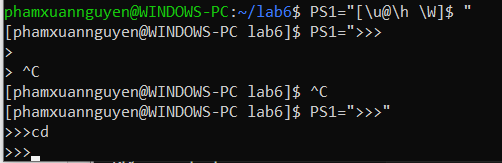 phamxuannguyen@WINDOWS-PC:~/lab6$ PS1="[\u@\h \W]$ "
[phamxuannguyen@WINDOWS-PC lab6]$ PS1=">>>
>
> ^C
[phamxuannguyen@WINDOWS-PC lab6]$ ^C
[phamxuannguyen@WINDOWS-PC lab6]$ PS1=">>>"
>>>cd
>>>